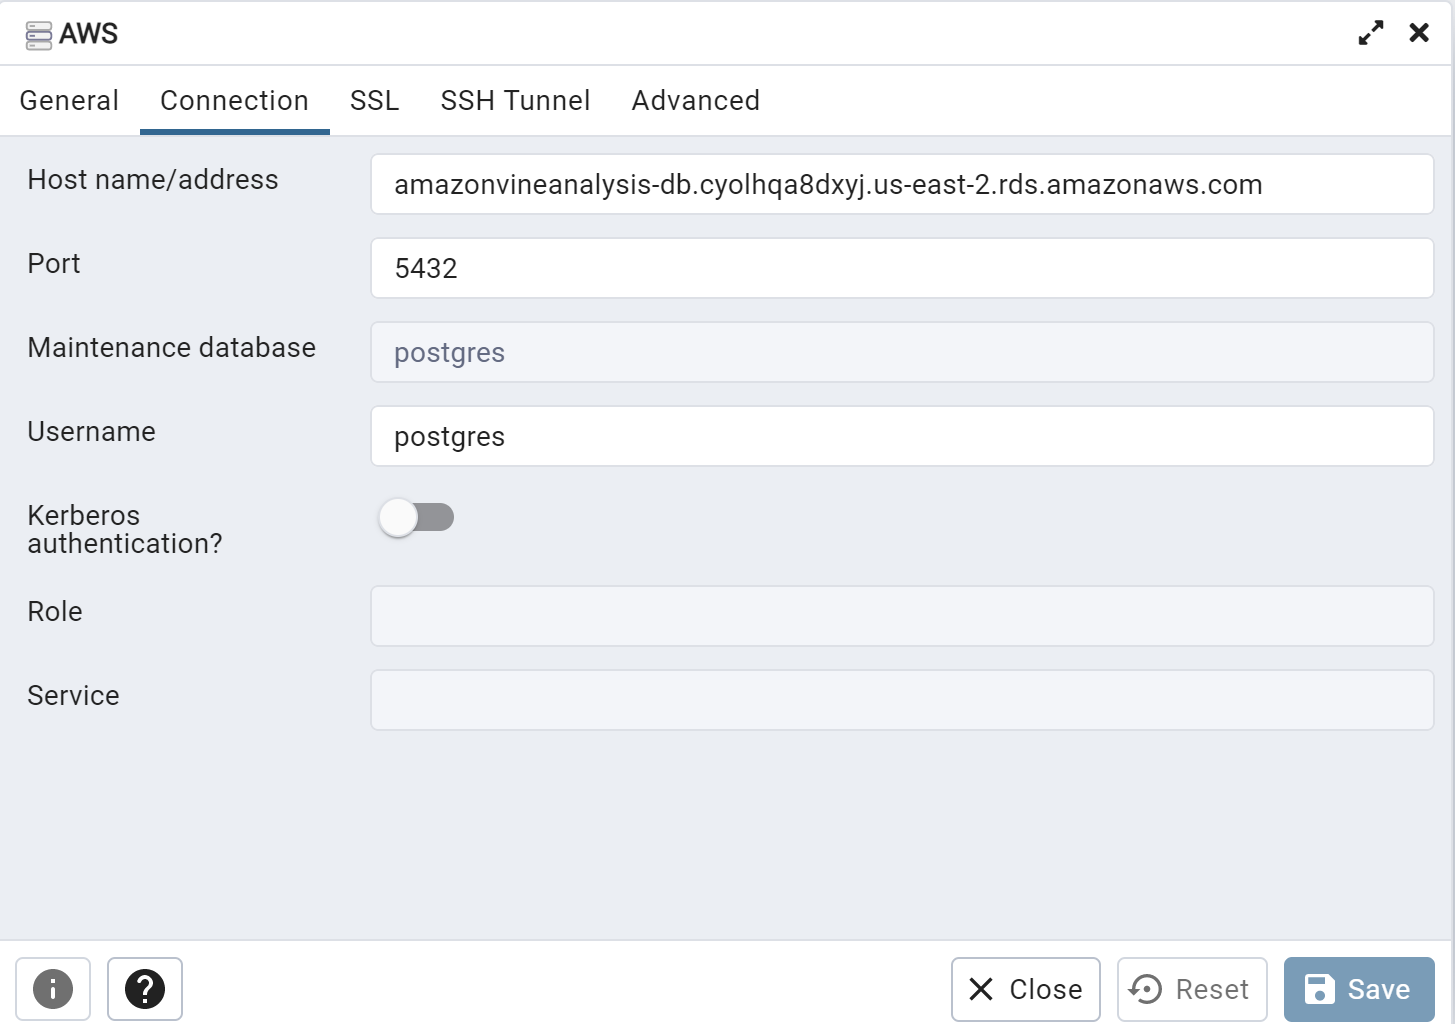 AWS
General Connection SSL SSH Tunnel Advanced
Host name/address amazonvineanalysis-db.cyolhqa8dxyj.us-east-2.rds.amazonaws.com
Port 5432
Maintenance database postgres
Username postgres
Kerberos
authentication?
Role
Service
Close Reset Save